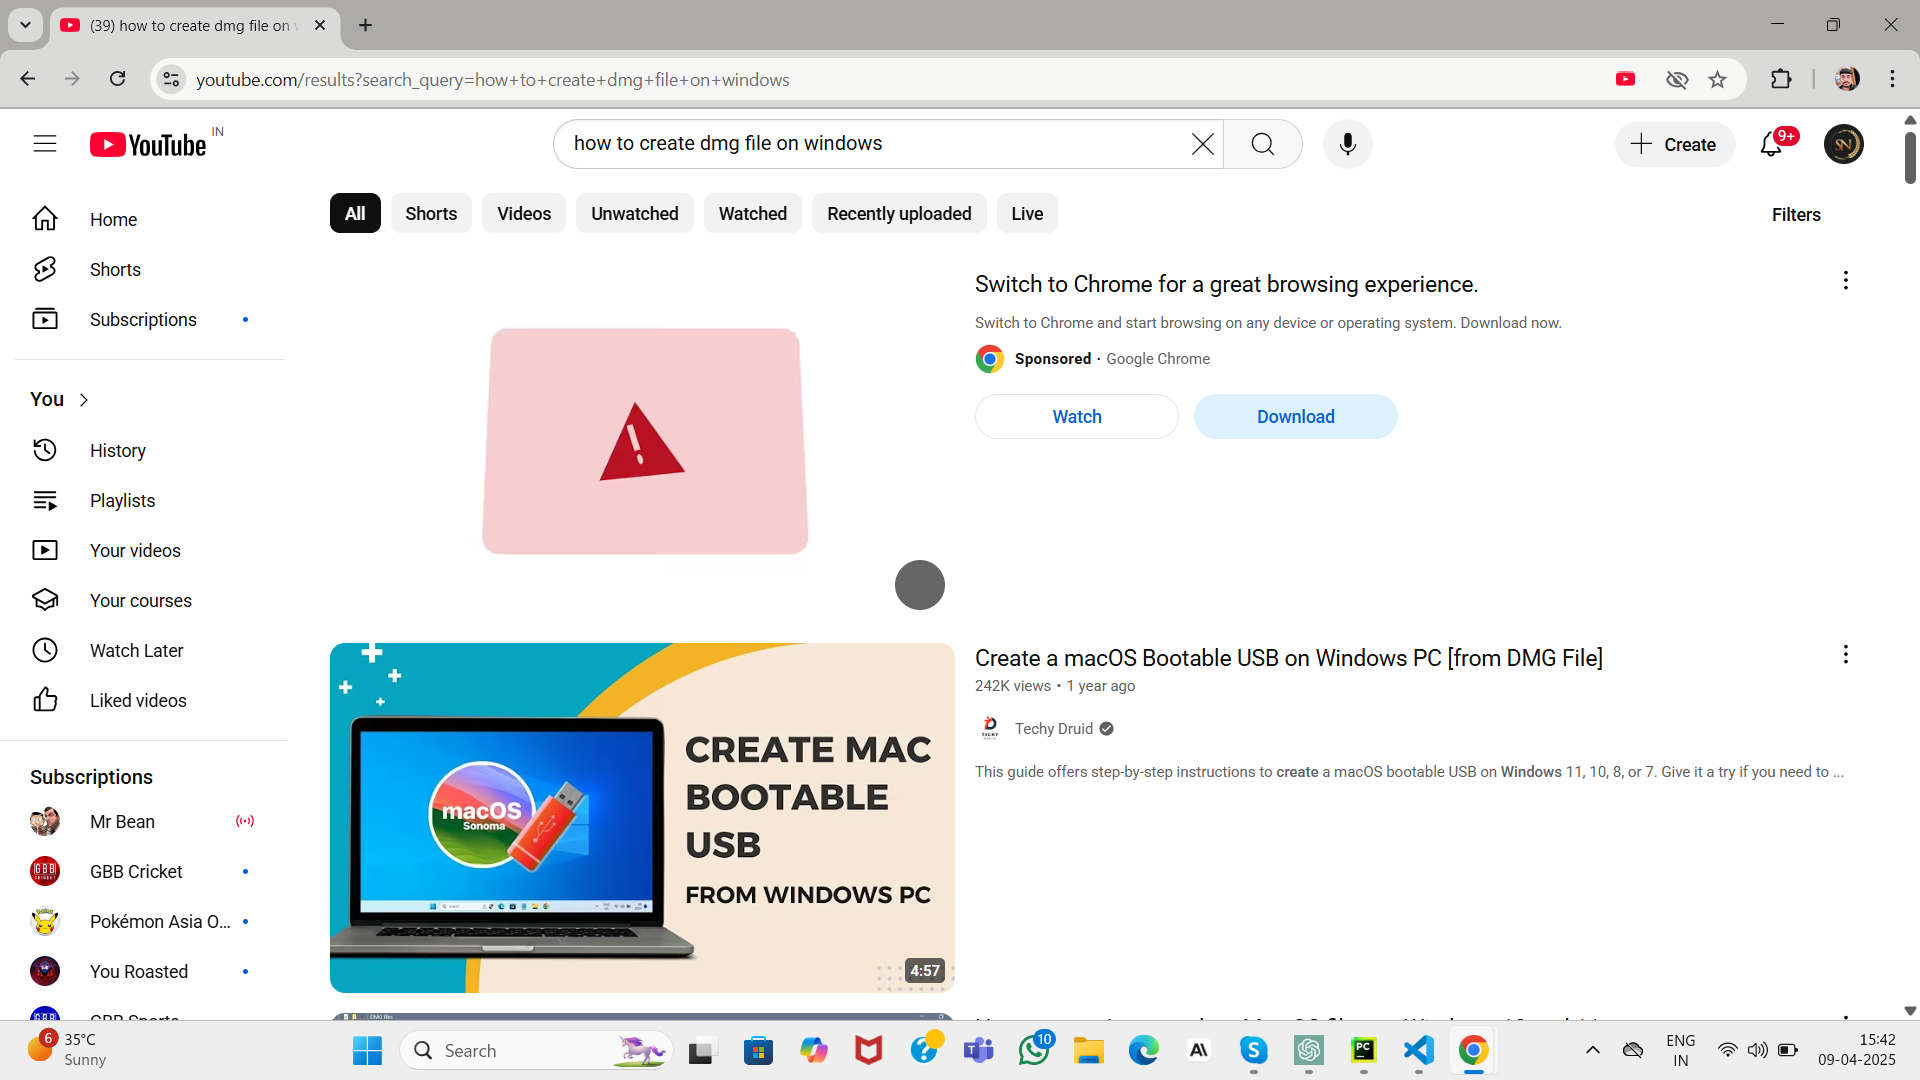 (39) how to create dmg file on
youtube.com/results?search_query=how+to+create+dmg+file+on+windows
YouTube
IN
how to create dmg file on windows
Create
9+
SN
All
Shorts
Videos
Unwatched
Watched
Recently uploaded
Live
Filters
Home
Shorts
Subscriptions
You
History
Playlists
Your videos
Your courses
Watch Later
Liked videos
Subscriptions
Mr Bean
GBB Cricket
Pokémon Asia O...
You Roasted
GBB Sports
Switch to Chrome for a great browsing experience.
Switch to Chrome and start browsing on any device or operating system. Download now.
Sponsored · Google Chrome
Watch
Download
CREATE MAC
BOOTABLE
USB
FROM WINDOWS PC
macOS
Sonoma
4:57
Create a macOS Bootable USB on Windows PC [from DMG File]
242K views • 1 year ago
Techy Druid
This guide offers step-by-step instructions to create a macOS bootable USB on Windows 11, 10, 8, or 7. Give it a try if you need to ...
DMG files
6
35°C
Sunny
Search
10
ENG
IN
15:42
09-04-2025